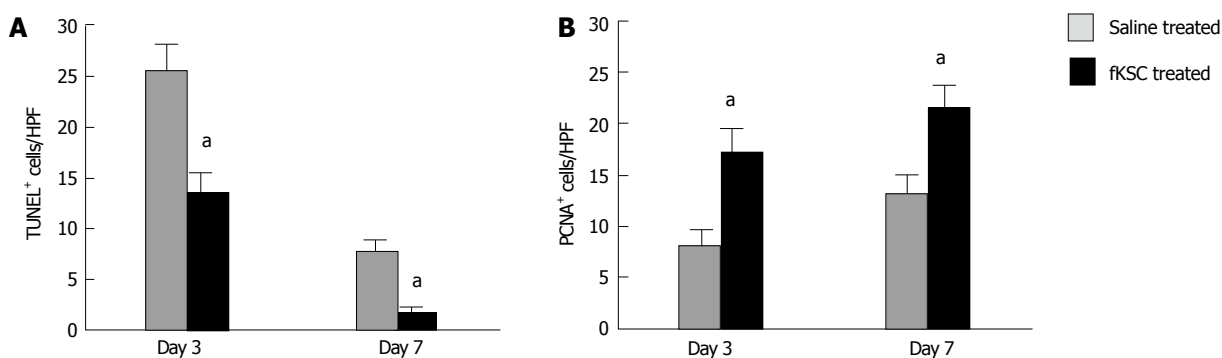 A
TUNEL+ cells/HPF
30
25
20
15
10
5
0
a
a
Day 3
Day 7
B
PCNA+ cells/HPF
30
25
20
15
10
5
0
a
a
Day 3
Day 7
Saline treated
fKSC treated